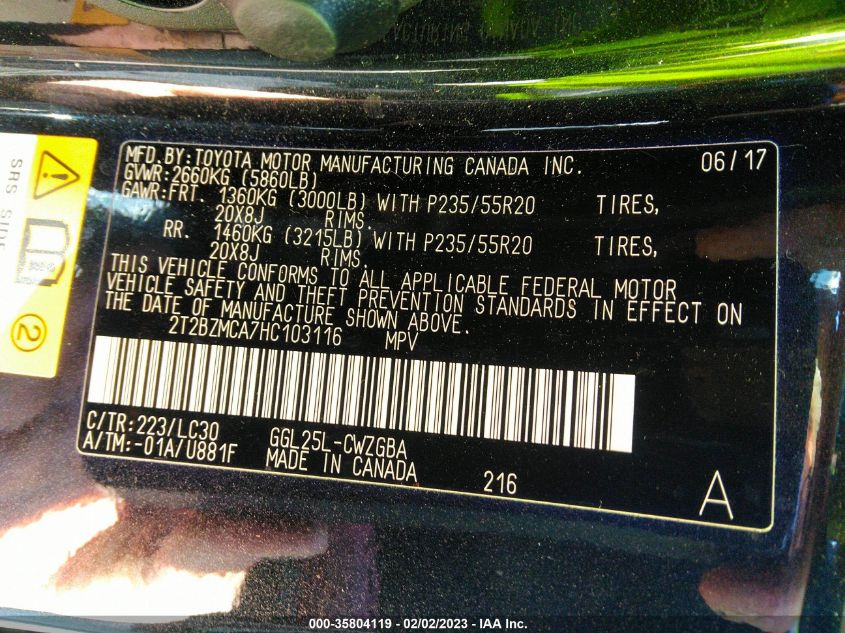 MFD.BY:TOYOTA MOTOR MANUFACTURING CANADA INC. 06/17
GVWR:2660KG (5860LB)
GAWR:FRT. 1360KG (3000LB) WITH P235/55R20 TIRES,
20X8J RIMS.
RR. 1460KG (3215LB) WITH P235/55R20 TIRES,
20X8J RIMS.
THIS VEHICLE CONFORMS TO ALL APPLICABLE FEDERAL MOTOR
VEHICLE SAFETY AND THEFT PREVENTION STANDARDS IN EFFECT ON
THE DATE OF MANUFACTURE SHOWN ABOVE.
2T2BZMCA7HC103116 MPV
C/TR:223/LC30 GGL25L-CWZGBA
A/TM:-01A/U881F MADE IN CANADA 216 A
SRS SIDE
2
000-35804119 - 02/02/2023 - IAA Inc.